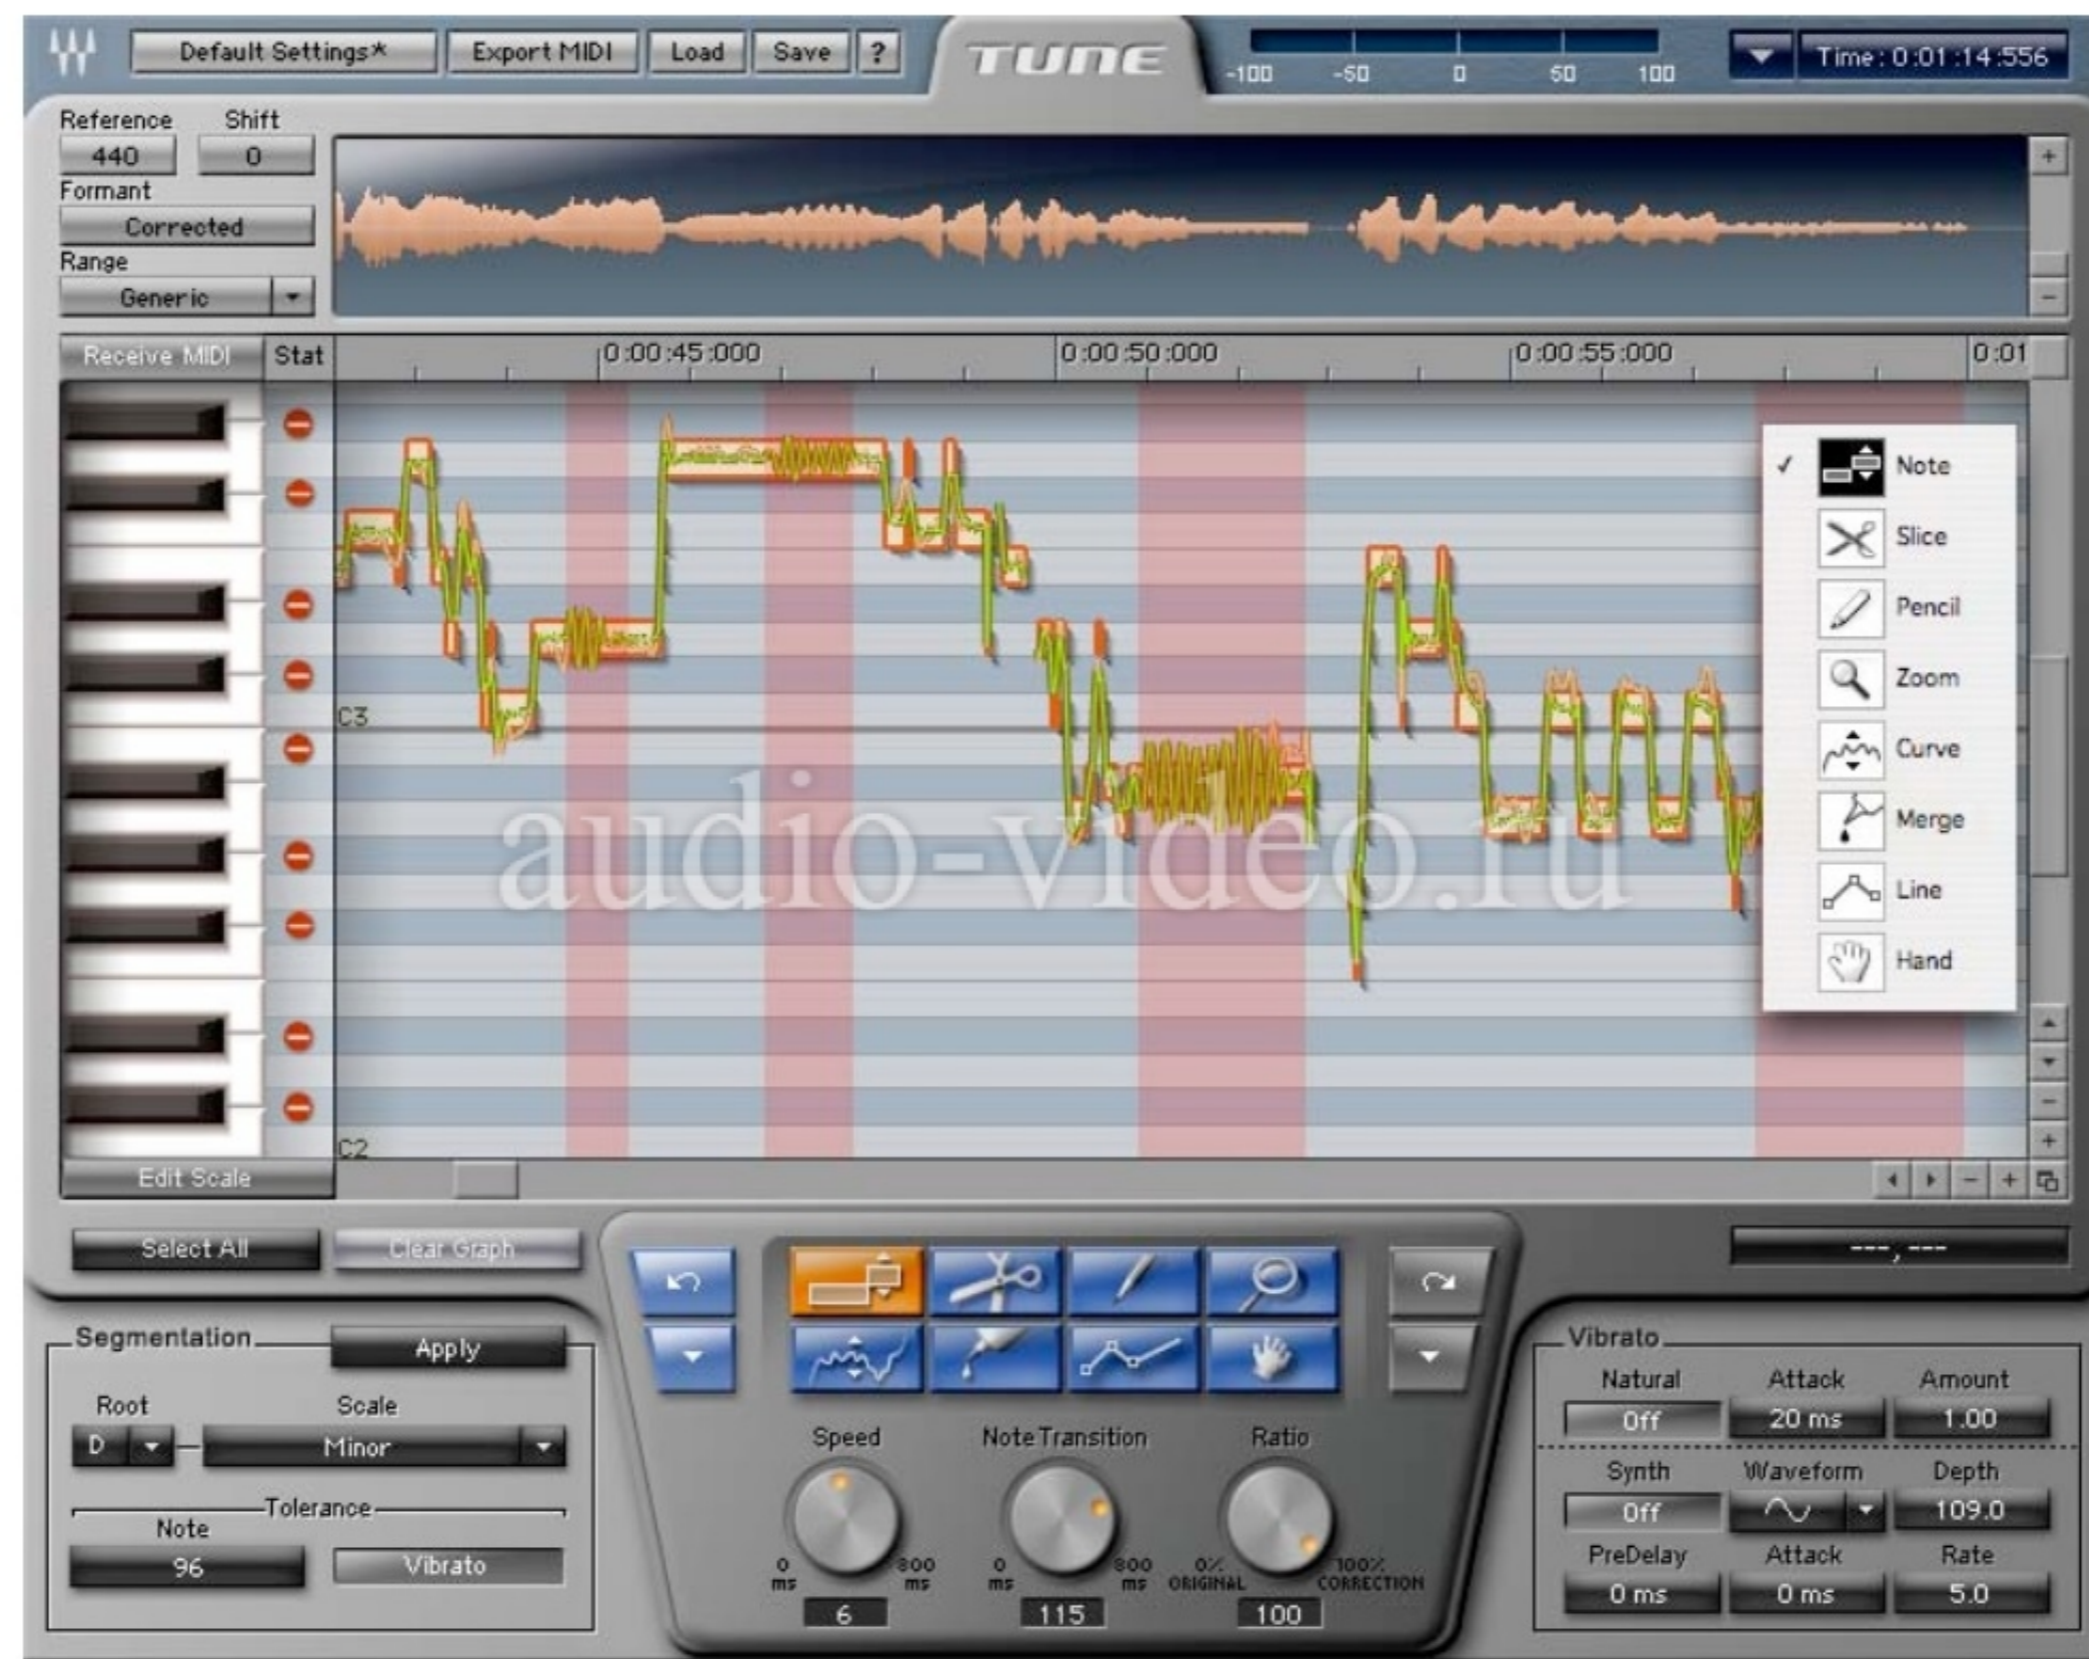 Default Settings* Export MIDI Load Save ? TUNE -100 -50 0 50 100 Time: 0:01:14:556
Reference Shift
440 0
Formant
Corrected
Range
Generic
+
-
Receive MIDI Stat 0:00:45:000 0:00:50:000 0:00:55:000 0:01
Note
Slice
Pencil
Zoom
C3
Curve
Merge
audio-video.ru
Line
Hand
-
+
C2
Edit Scale - +
Select All Clear Graph ---,---
Segmentation Apply
Root Scale
D Minor
Tolerance
Note
96 Vibrato
Speed Note Transition Ratio
0 ms 800 ms 0 ms 800 ms 0% ORIGINAL 100% CORRECTION
6 115 100
Vibrato
Natural Attack Amount
Off 20 ms 1.00
Synth Waveform Depth
Off 109.0
PreDelay Attack Rate
0 ms 0 ms 5.0